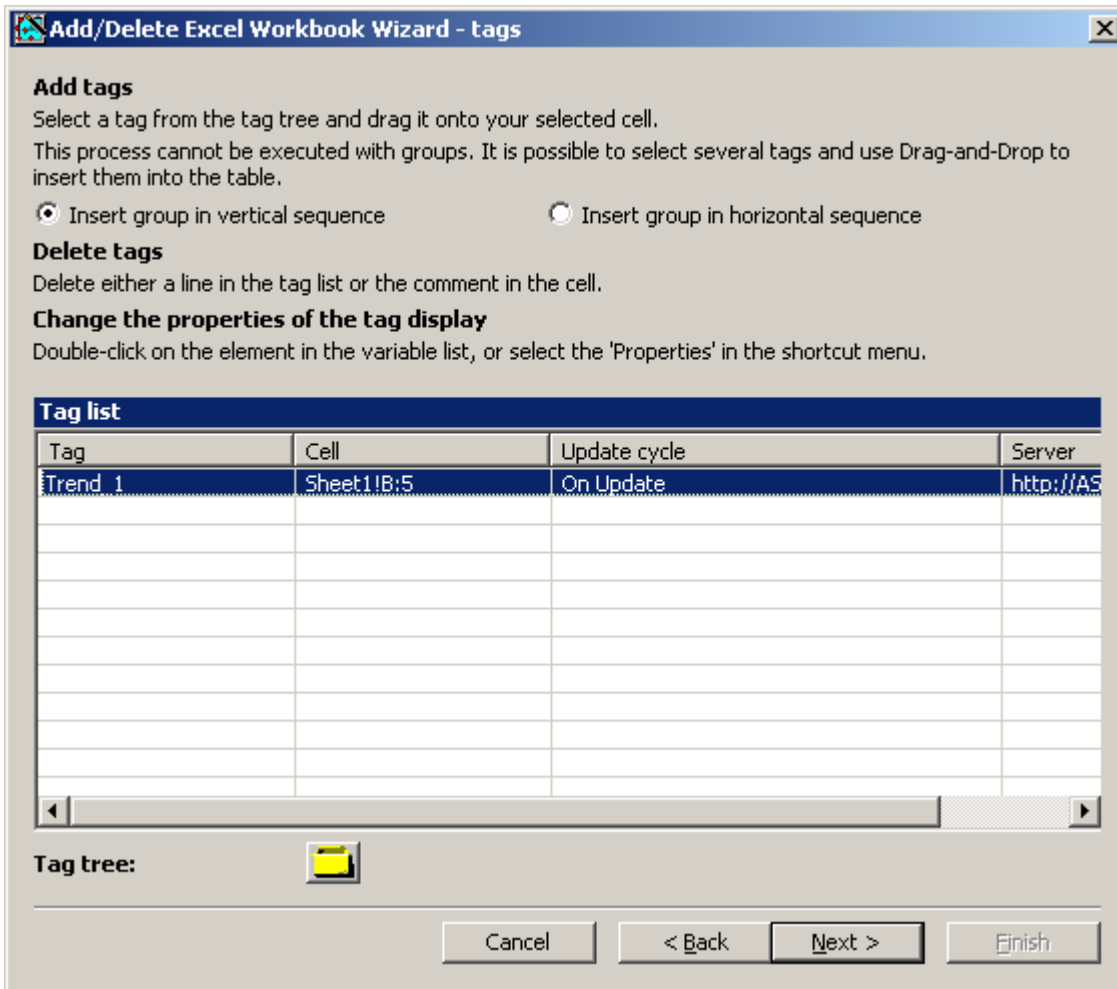 Add/Delete Excel Workbook Wizard - tags
Add tags
Select a tag from the tag tree and drag it onto your selected cell.
This process cannot be executed with groups. It is possible to select several tags and use Drag-and-Drop to
insert them into the table.
Insert group in vertical sequence Insert group in horizontal sequence
Delete tags
Delete either a line in the tag list or the comment in the cell.
Change the properties of the tag display
Double-click on the element in the variable list, or select the 'Properties' in the shortcut menu.
Tag list
Tag Cell Update cycle Server
Trend_1 Sheet1!B:5 On Update http://AS
Tag tree:
Cancel < Back Next > Finish